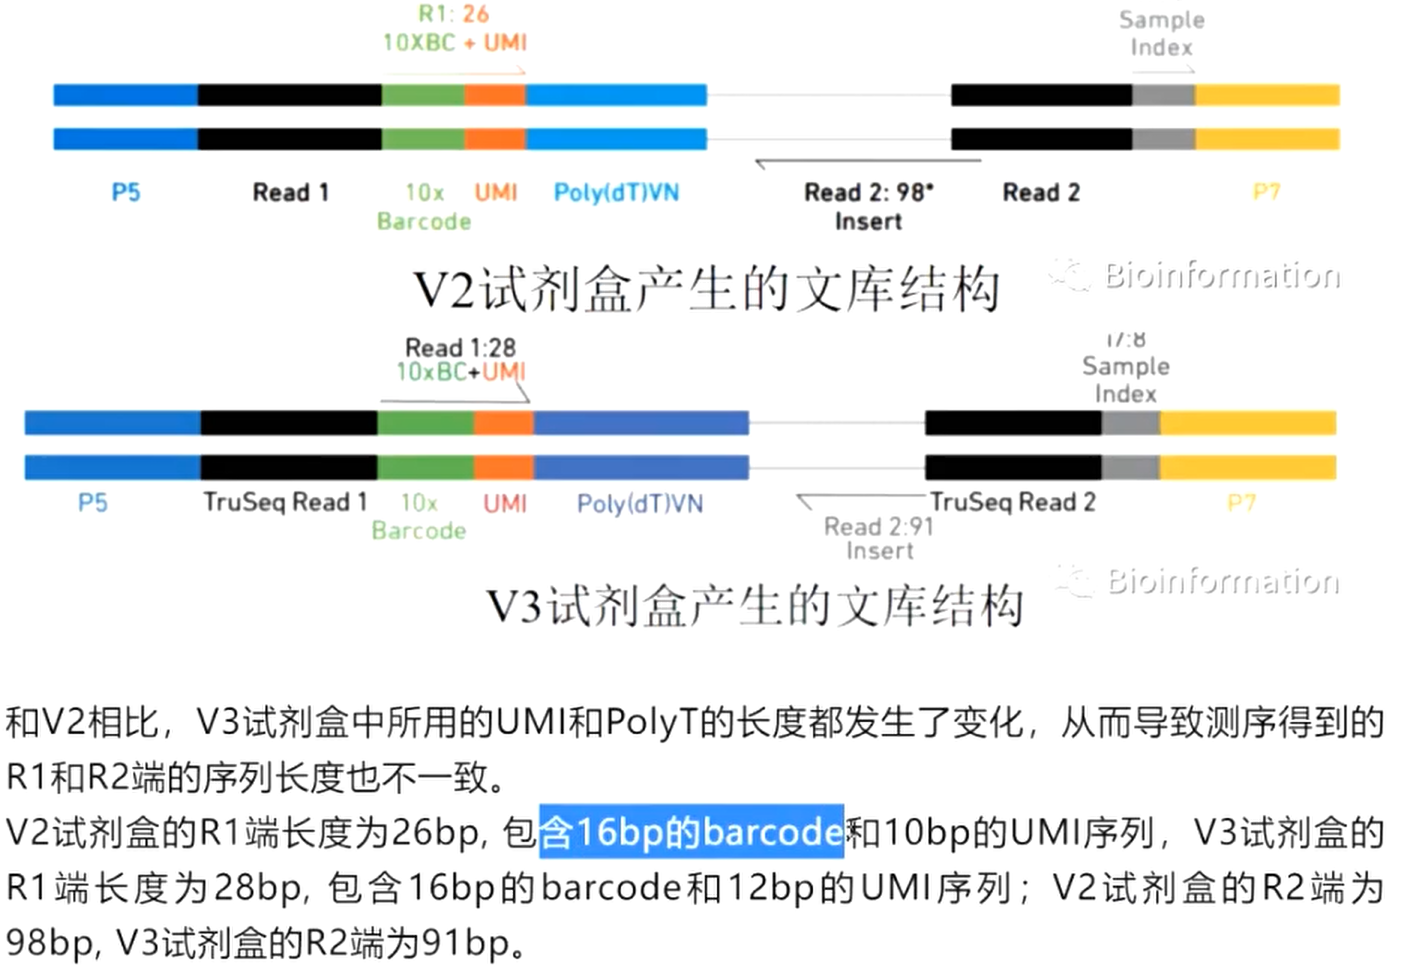 R1: 26
10XBC + UMI
Sample
Index
P5
Read 1
10x
Barcode
UMI
Poly(dT)VN
Read 2: 98*
Insert
Read 2
P7
V2试剂盒产生的文库结构
Bioinformation
Read 1:28
10xBC+UMI
i7:8
Sample
Index
P5
TruSeq Read 1
10x
Barcode
UMI
Poly(dT)VN
Read 2:91
Insert
TruSeq Read 2
P7
Bioinformation
V3试剂盒产生的文库结构
和V2相比，V3试剂盒中所用的UMI和PolyT的长度都发生了变化，从而导致测序得到的
R1和R2端的序列长度也不一致。
V2试剂盒的R1端长度为26bp, 包含16bp的barcode和10bp的UMI序列，V3试剂盒的
R1端长度为28bp, 包含16bp的barcode和12bp的UMI序列；V2试剂盒的R2端为
98bp, V3试剂盒的R2端为91bp。